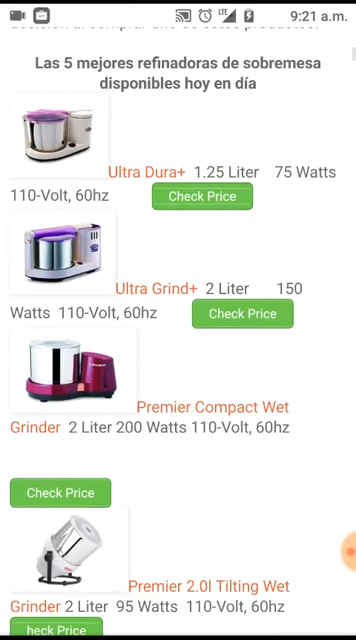 LTE 9:21 a.m.
Las 5 mejores refinadoras de sobremesa
disponibles hoy en día
Ultra Dura+ 1.25 Liter 75 Watts
110-Volt, 60hz Check Price
Ultra Grind+ 2 Liter 150
Watts 110-Volt, 60hz Check Price
Premier Compact Wet
Grinder 2 Liter 200 Watts 110-Volt, 60hz
Check Price
Premier 2.0l Tilting Wet
Grinder 2 Liter 95 Watts 110-Volt, 60hz
heck Price